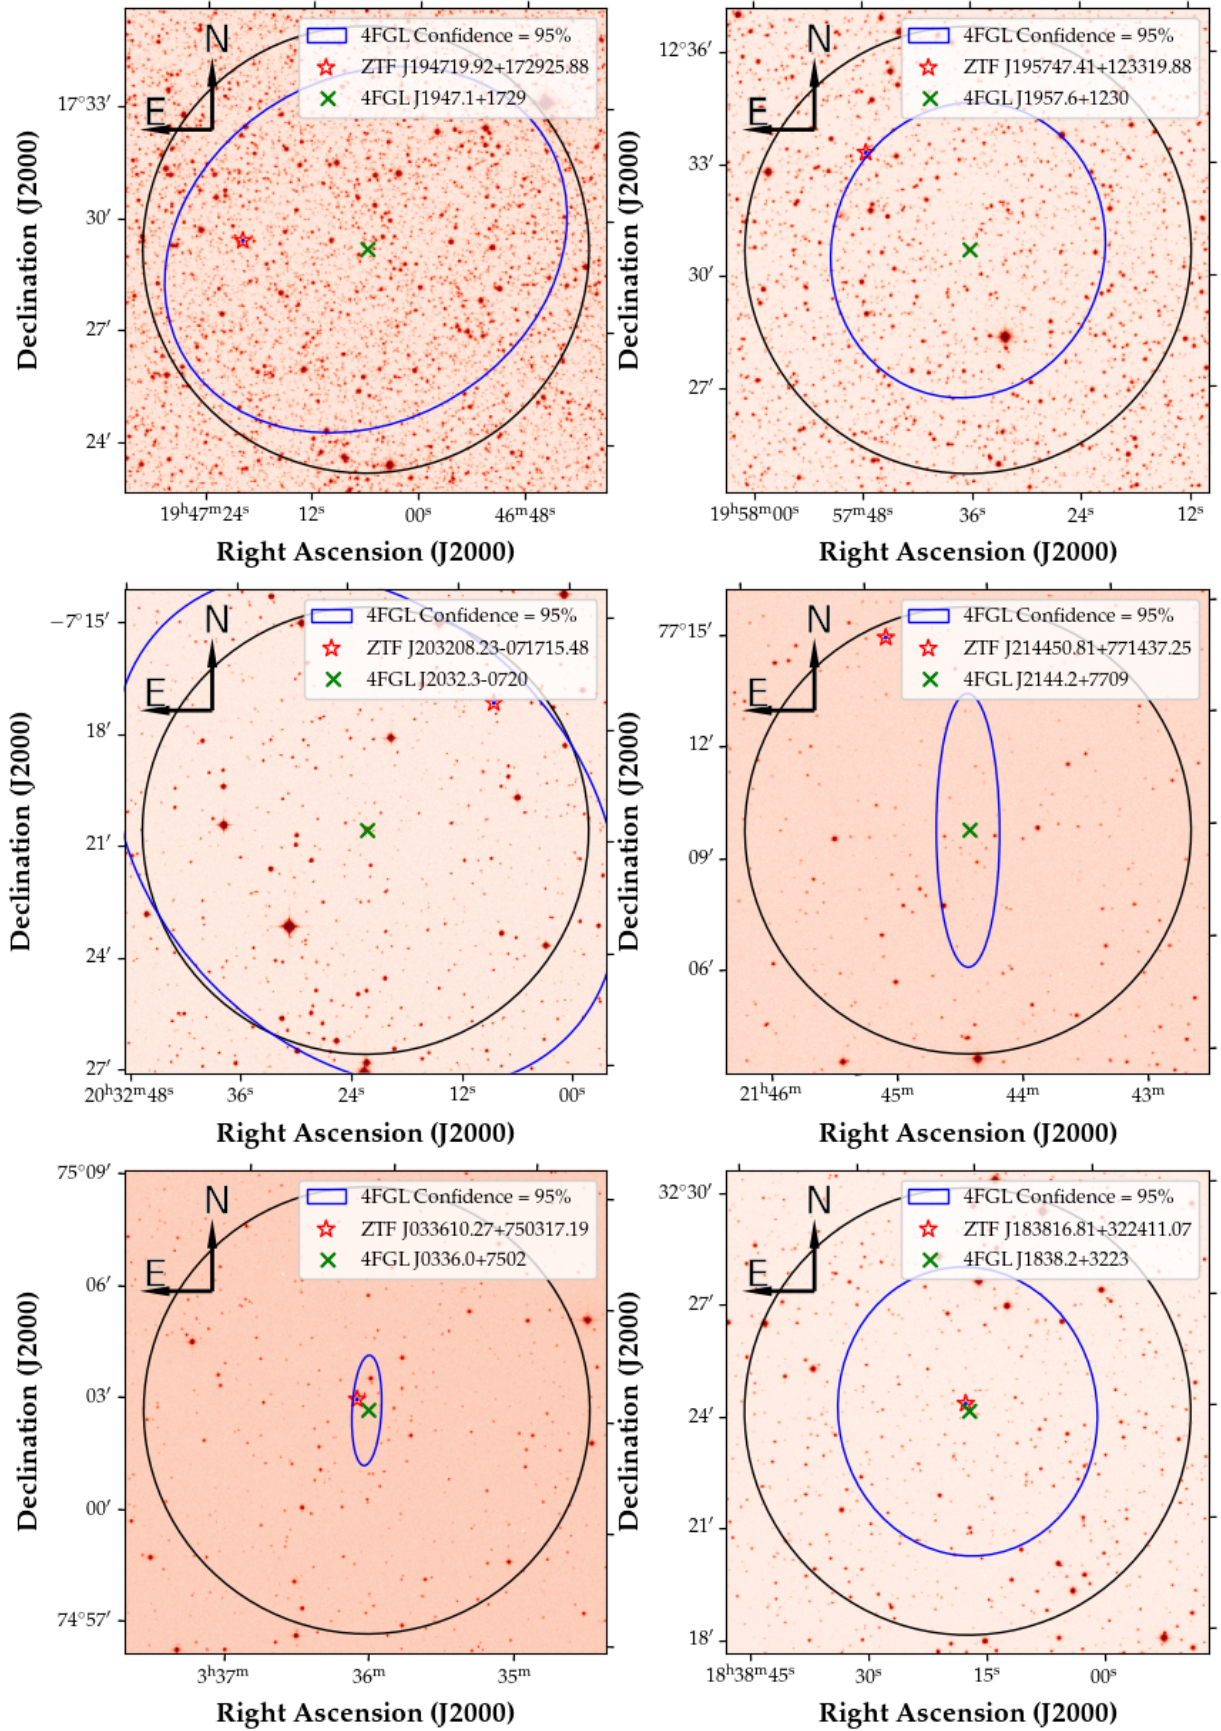 4FGL Confidence = 95%
ZTF J194719.92+172925.88
4FGL J1947.1+1729
N
E
17°33′
30′
27′
24′
19ʰ47ᵐ24ˢ 12ˢ 00ˢ 46ᵐ48ˢ
Right Ascension (J2000)
Declination (J2000)
4FGL Confidence = 95%
ZTF J195747.41+123319.88
4FGL J1957.6+1230
N
E
12°36′
33′
30′
27′
19ʰ58ᵐ00ˢ 57ᵐ48ˢ 36ˢ 24ˢ 12ˢ
Right Ascension (J2000)
Declination (J2000)
4FGL Confidence = 95%
ZTF J203208.23-071715.48
4FGL J2032.3-0720
N
E
−7°15′
18′
21′
24′
27′
20ʰ32ᵐ48ˢ 36ˢ 24ˢ 12ˢ 00ˢ
Right Ascension (J2000)
Declination (J2000)
4FGL Confidence = 95%
ZTF J214450.81+771437.25
4FGL J2144.2+7709
N
E
77°15′
12′
09′
06′
21ʰ46ᵐ 45ᵐ 44ᵐ 43ᵐ
Right Ascension (J2000)
Declination (J2000)
4FGL Confidence = 95%
ZTF J033610.27+750317.19
4FGL J0336.0+7502
N
E
75°09′
06′
03′
00′
74°57′
3ʰ37ᵐ 36ᵐ 35ᵐ
Right Ascension (J2000)
Declination (J2000)
4FGL Confidence = 95%
ZTF J183816.81+322411.07
4FGL J1838.2+3223
N
E
32°30′
27′
24′
21′
18′
18ʰ38ᵐ45ˢ 30ˢ 15ˢ 00ˢ
Right Ascension (J2000)
Declination (J2000)